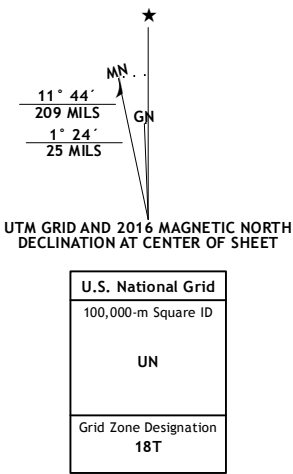 ★
MN
11° 44´
209 MILS
GN
1° 24´
25 MILS
UTM GRID AND 2016 MAGNETIC NORTH
DECLINATION AT CENTER OF SHEET
U.S. National Grid
100,000-m Square ID
UN
Grid Zone Designation
18T